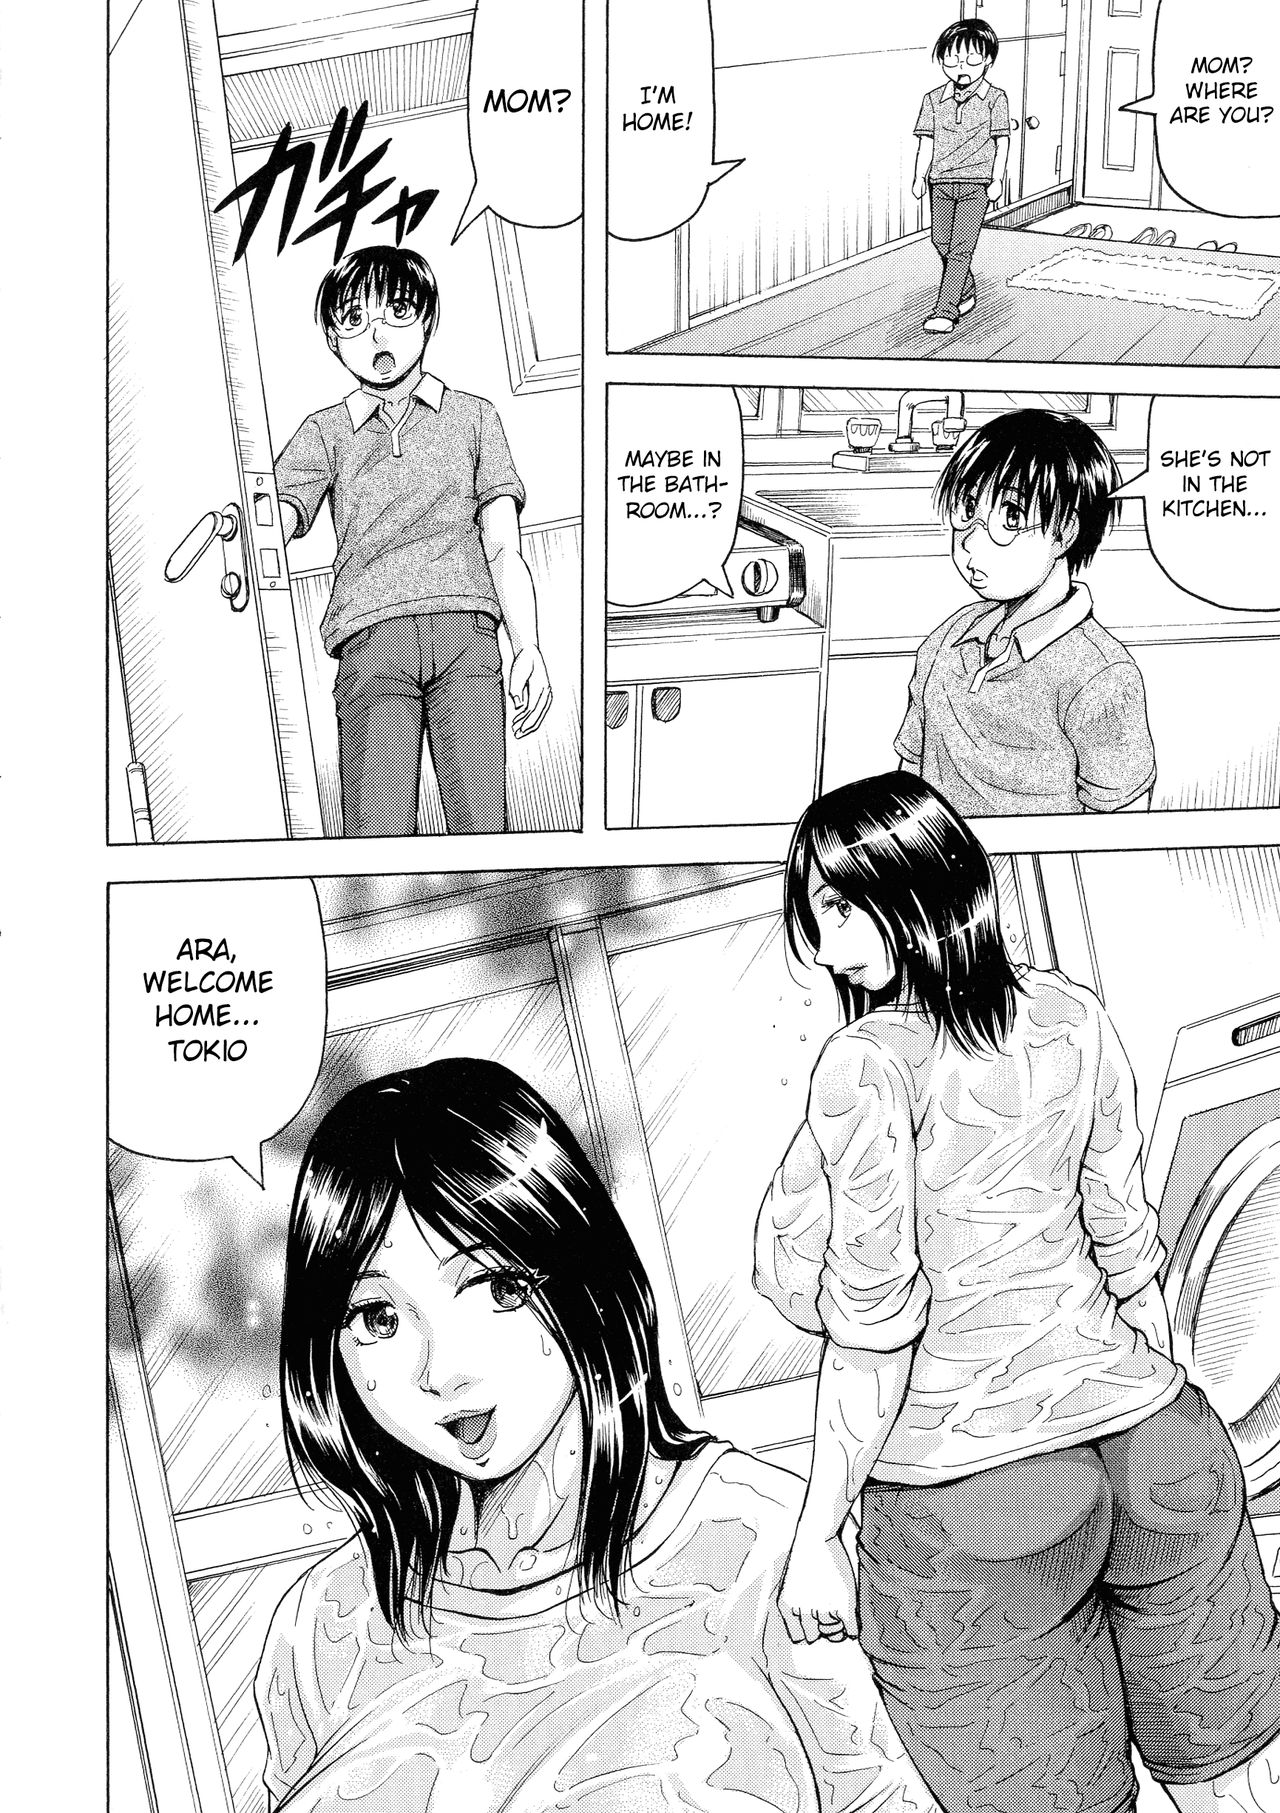 MOM?
WHERE
ARE YOU?
I'M
HOME!
SHE'S NOT
IN THE
KITCHEN...
MAYBE IN
THE BATH-
ROOM...?
MOM?
ガチャ
ARA,
WELCOME
HOME...
TOKIO